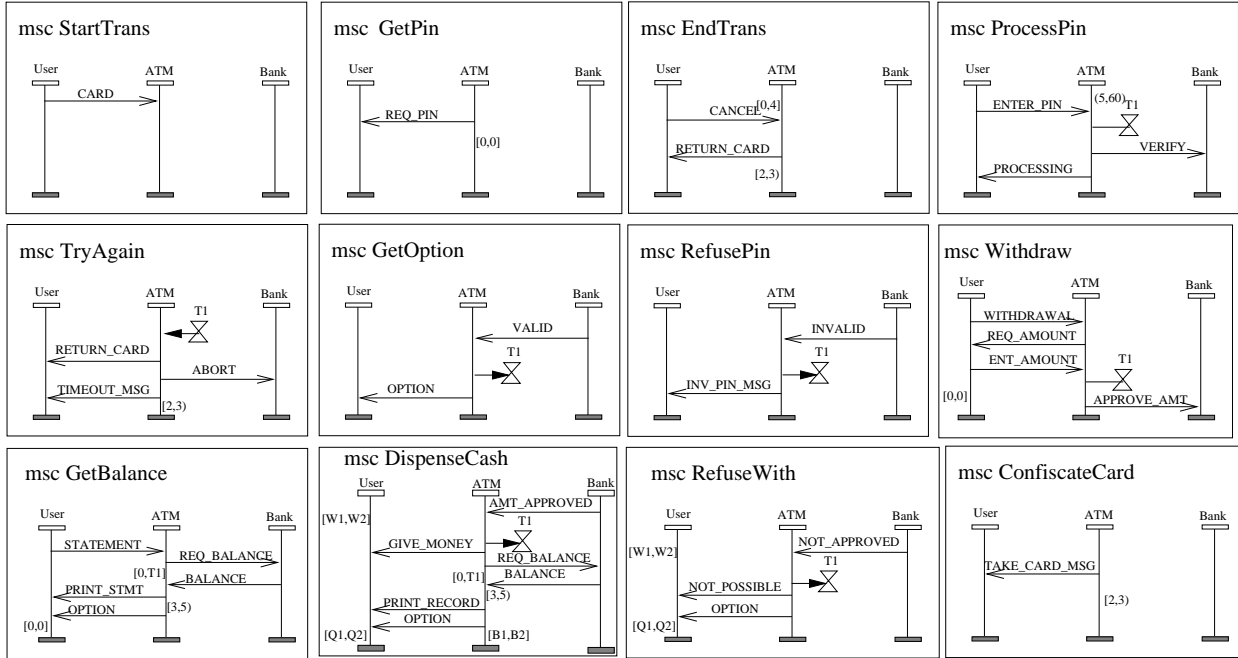 msc StartTrans
User
ATM
Bank
CARD
msc GetPin
User
ATM
Bank
REQ_PIN
[0,0]
msc EndTrans
User
ATM
Bank
[0,4]
CANCEL
RETURN_CARD
[2,3)
msc ProcessPin
User
ATM
Bank
(5,60)
T1
ENTER_PIN
VERIFY
PROCESSING
msc TryAgain
User
ATM
Bank
T1
RETURN_CARD
ABORT
TIMEOUT_MSG
[2,3)
msc GetOption
User
ATM
Bank
VALID
T1
OPTION
msc RefusePin
User
ATM
Bank
INVALID
T1
INV_PIN_MSG
msc Withdraw
User
ATM
Bank
WITHDRAWAL
REQ_AMOUNT
ENT_AMOUNT
T1
[0,0]
APPROVE_AMT
msc GetBalance
User
ATM
Bank
STATEMENT
REQ_BALANCE
[0,T1]
BALANCE
PRINT_STMT
[3,5)
OPTION
[0,0]
msc DispenseCash
User
ATM
Bank
AMT_APPROVED
[W1,W2]
T1
GIVE_MONEY
REQ_BALANCE
[0,T1]
BALANCE
[3,5)
PRINT_RECORD
OPTION
[Q1,Q2]
[B1,B2]
msc RefuseWith
User
ATM
Bank
NOT_APPROVED
[W1,W2]
T1
NOT_POSSIBLE
OPTION
[Q1,Q2]
msc ConfiscateCard
User
ATM
Bank
TAKE_CARD_MSG
[2,3)